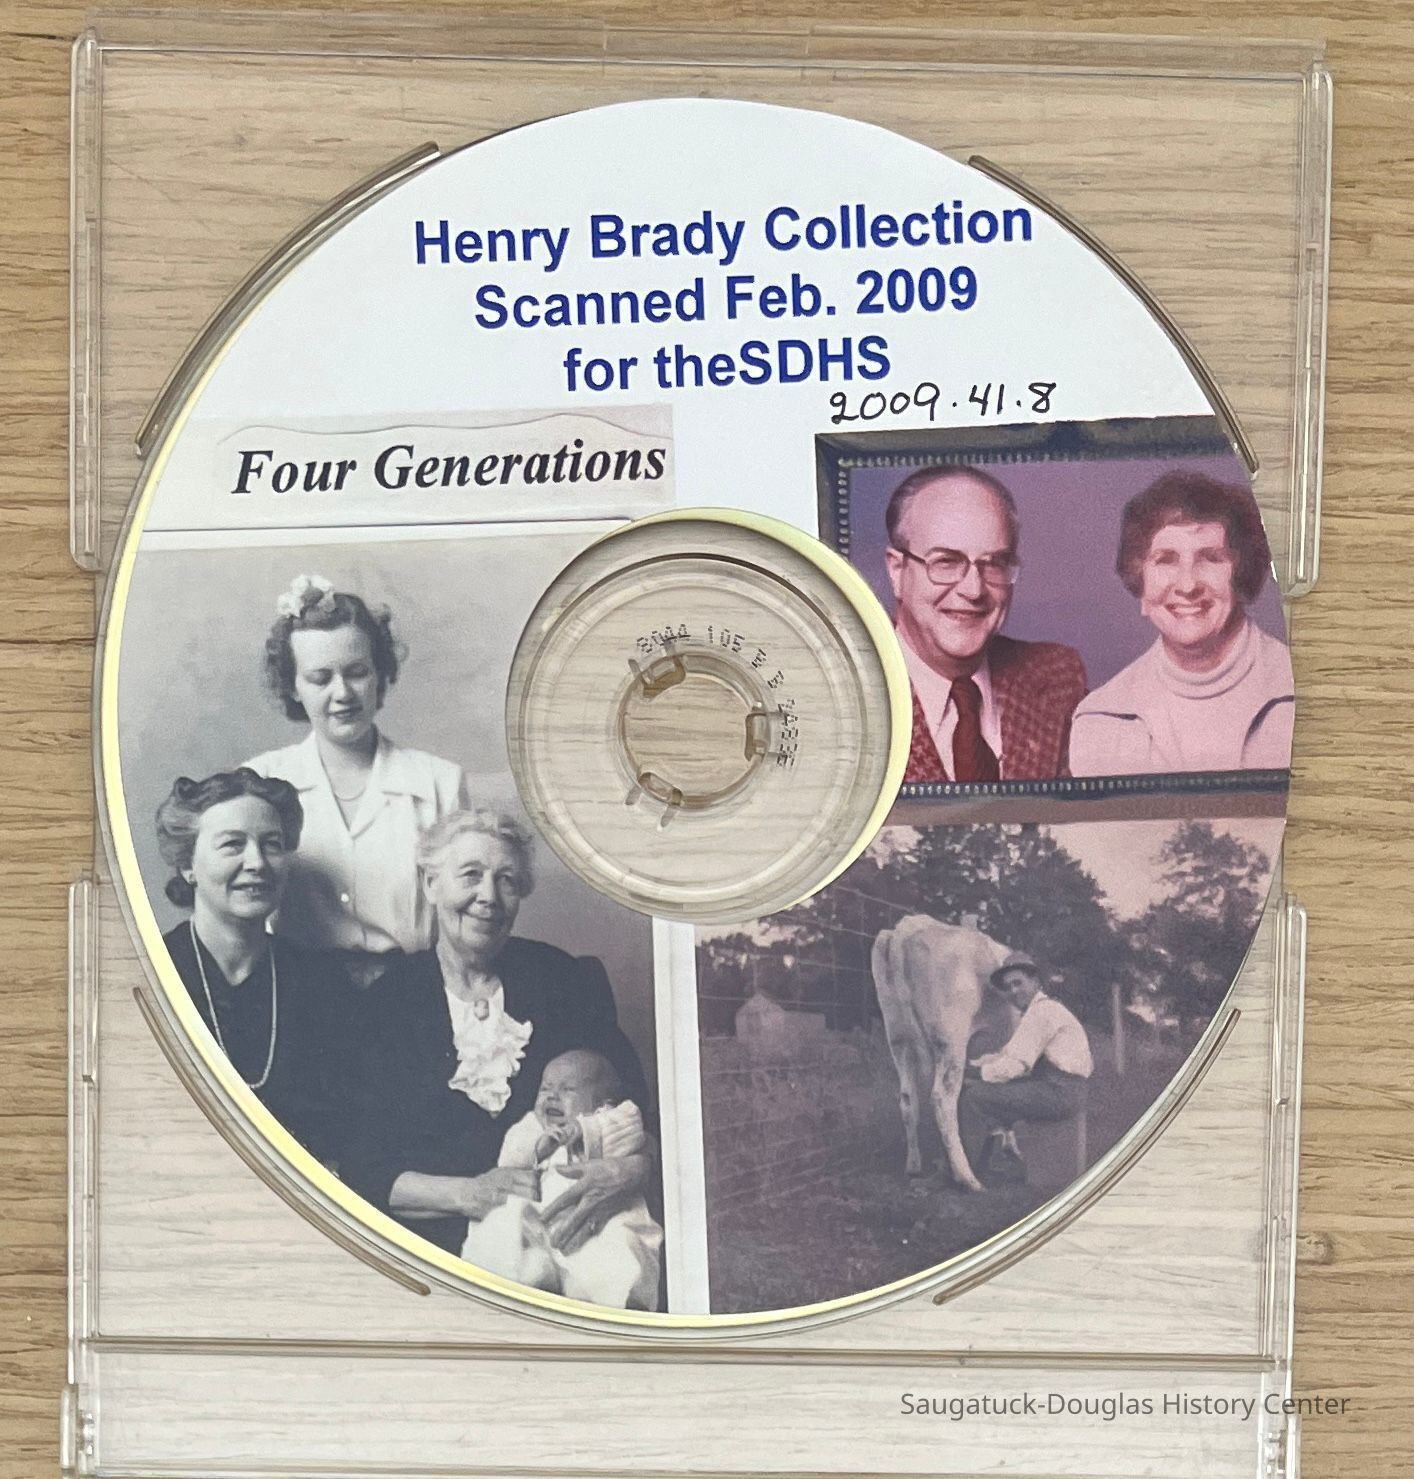 Henry Brady Collection
Scanned Feb. 2009
for theSDHS
2009.41.8
Four Generations
Saugatuck-Douglas History Center